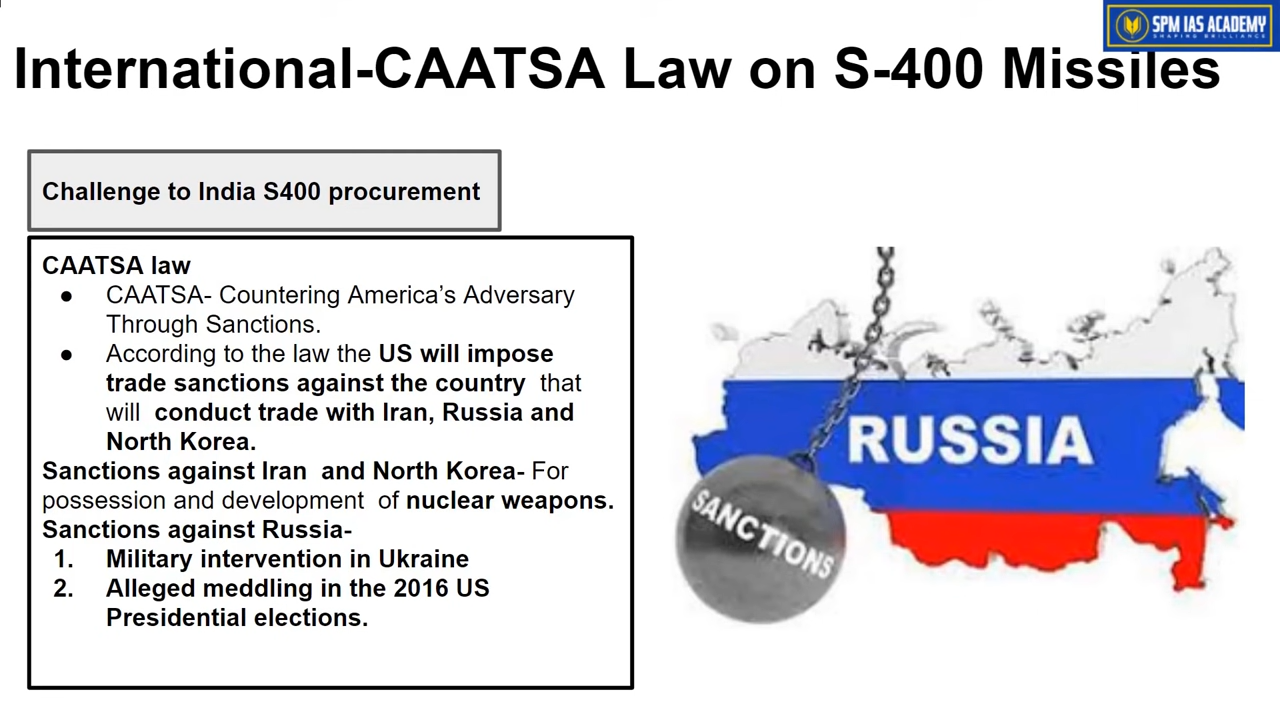 SPM IAS ACADEMY
SHAPING BRILLIANCE
International-CAATSA Law on S-400 Missiles
Challenge to India S400 procurement
CAATSA law
● CAATSA- Countering America’s Adversary
Through Sanctions.
● According to the law the US will impose
trade sanctions against the country that
will conduct trade with Iran, Russia and
North Korea.
Sanctions against Iran and North Korea- For
possession and development of nuclear weapons.
Sanctions against Russia-
1. Military intervention in Ukraine
2. Alleged meddling in the 2016 US
Presidential elections.
RUSSIA
SANCTIONS